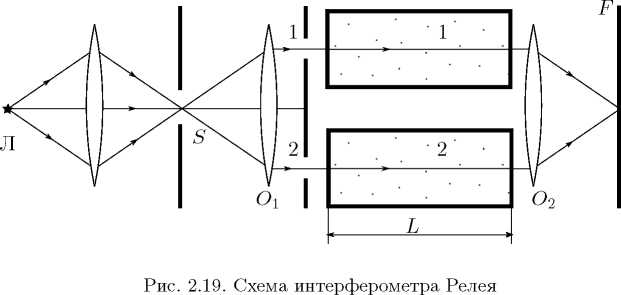 F
1 1
Л
S
2 2
O₁ O₂
L
Рис. 2.19. Схема интерферометра Релея